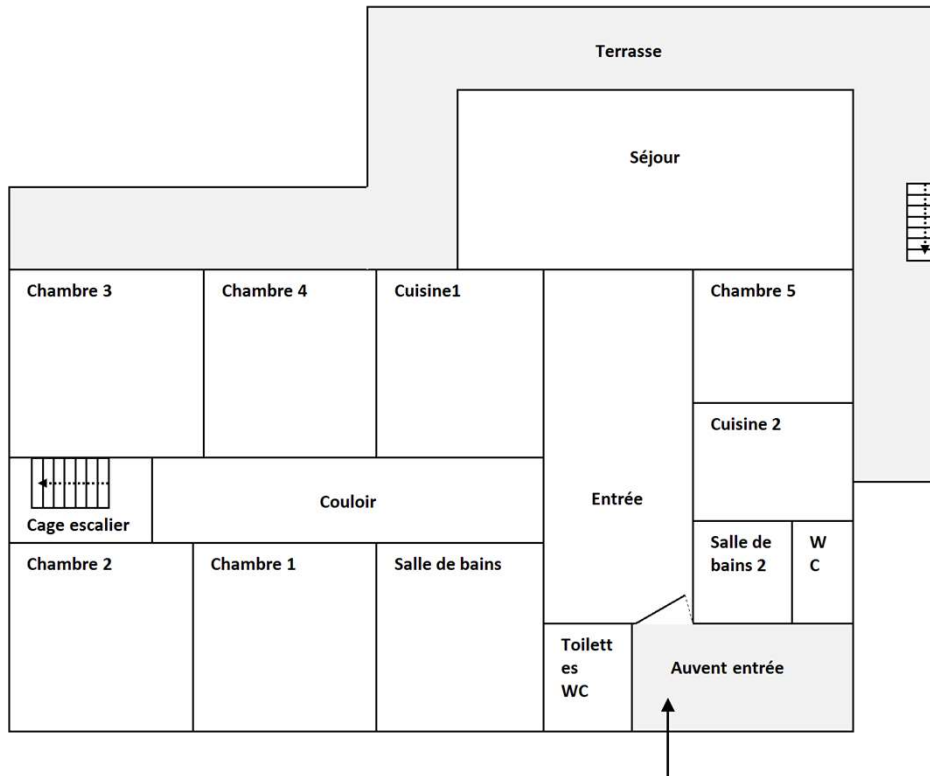 Terrasse
Séjour
Chambre 3
Chambre 4
Cuisine1
Chambre 5
Cuisine 2
Couloir
Entrée
Cage escalier
Salle de
bains 2
W
C
Chambre 2
Chambre 1
Salle de bains
Toilett
es
WC
Auvent entrée